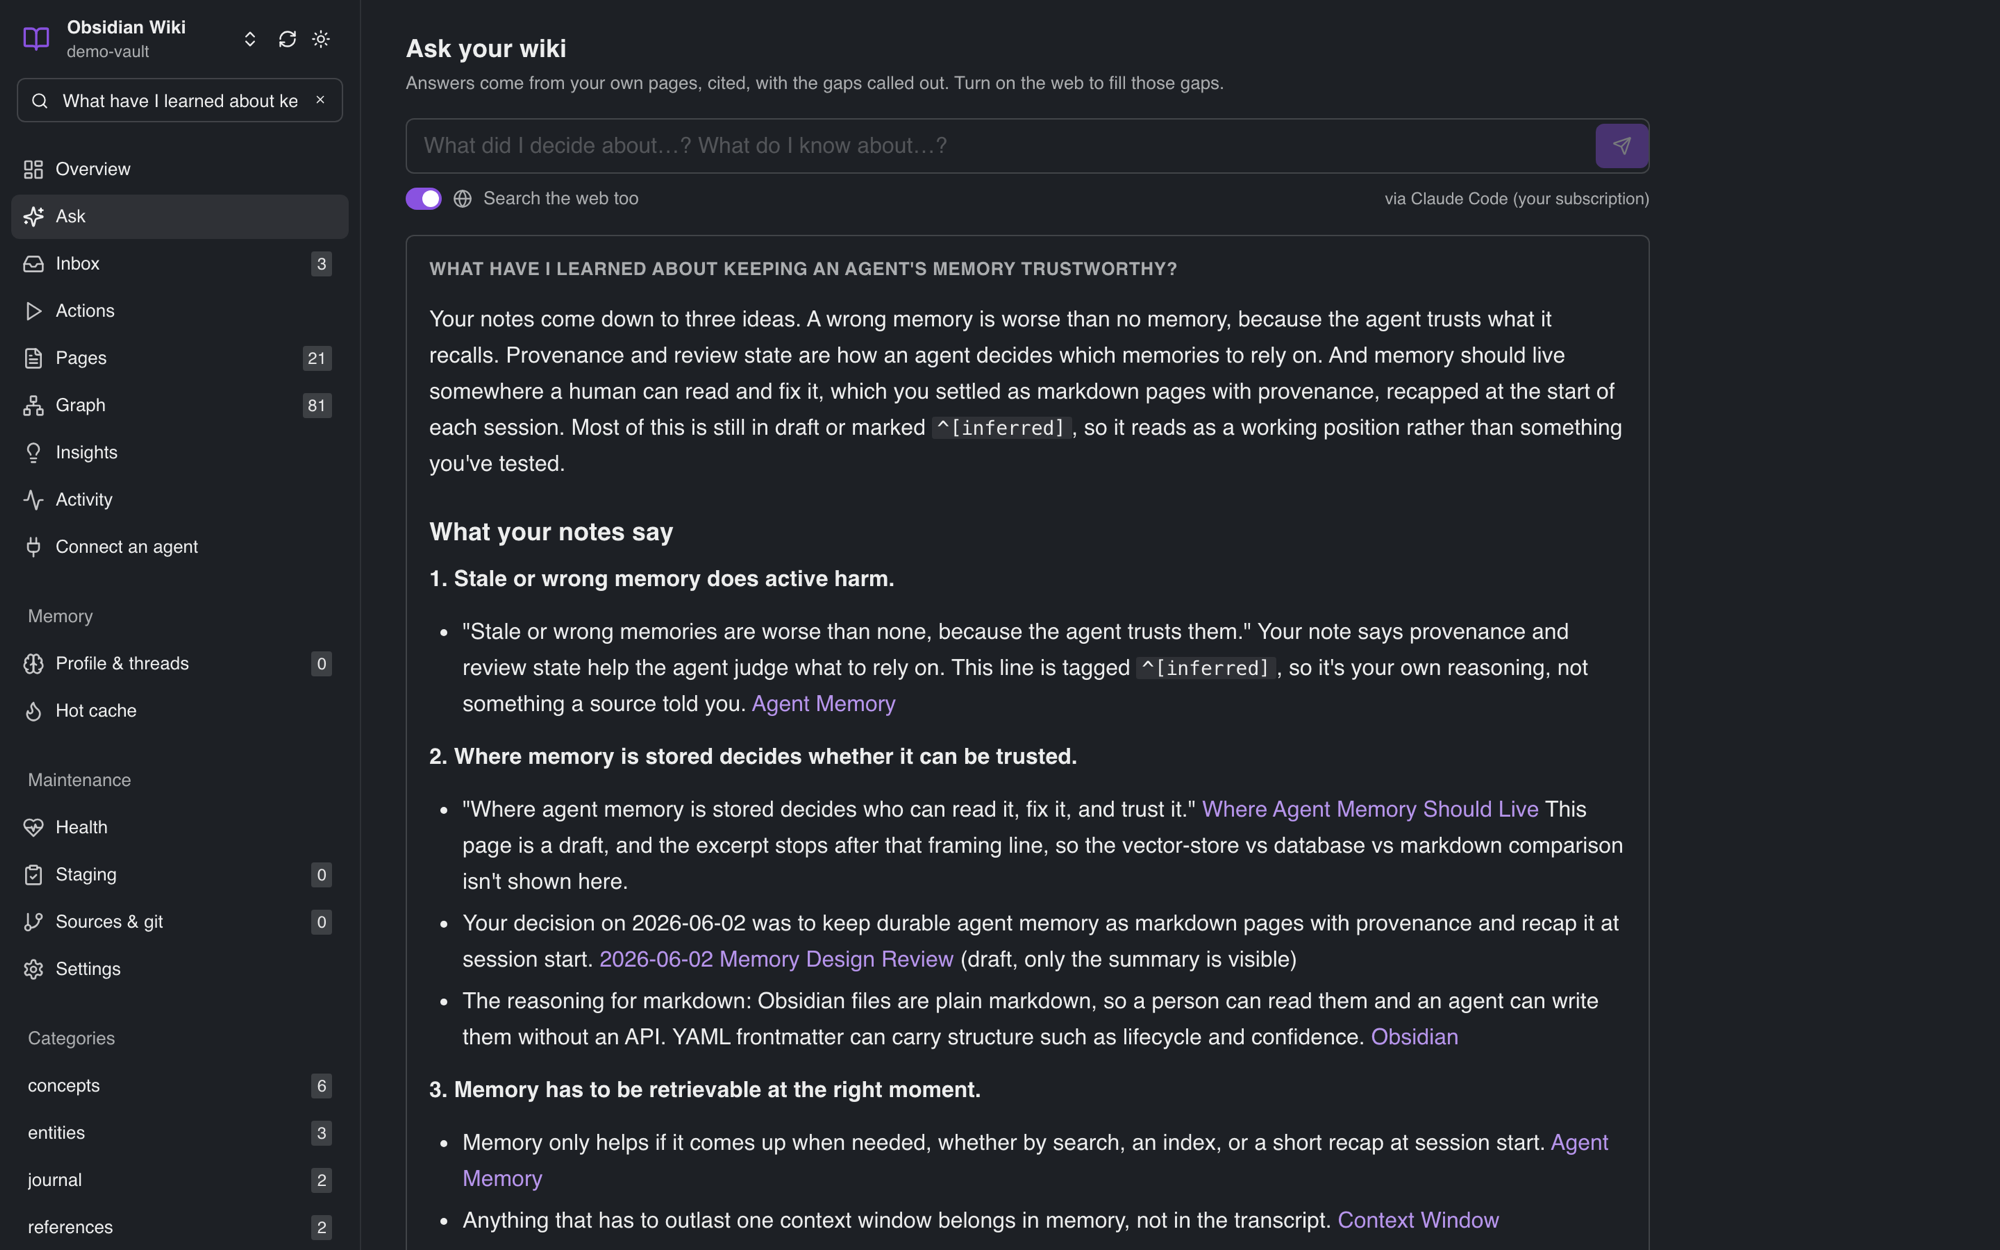 Obsidian Wiki
demo-vault
What have I learned about ke
Overview
Ask
Inbox 3
Actions
Pages 21
Graph 81
Insights
Activity
Connect an agent
Memory
Profile & threads 0
Hot cache
Maintenance
Health
Staging 0
Sources & git 0
Settings
Categories
concepts 6
entities 3
journal 2
references 2
Ask your wiki
Answers come from your own pages, cited, with the gaps called out. Turn on the web to fill those gaps.
What did I decide about…? What do I know about…?
Search the web too
via Claude Code (your subscription)
WHAT HAVE I LEARNED ABOUT KEEPING AN AGENT'S MEMORY TRUSTWORTHY?
Your notes come down to three ideas. A wrong memory is worse than no memory, because the agent trusts what it
recalls. Provenance and review state are how an agent decides which memories to rely on. And memory should live
somewhere a human can read and fix it, which you settled as markdown pages with provenance, recapped at the start of
each session. Most of this is still in draft or marked ^[inferred], so it reads as a working position rather than something
you've tested.
What your notes say
1. Stale or wrong memory does active harm.
• "Stale or wrong memories are worse than none, because the agent trusts them." Your note says provenance and
review state help the agent judge what to rely on. This line is tagged ^[inferred], so it's your own reasoning, not
something a source told you. Agent Memory
2. Where memory is stored decides whether it can be trusted.
• "Where agent memory is stored decides who can read it, fix it, and trust it." Where Agent Memory Should Live This
page is a draft, and the excerpt stops after that framing line, so the vector-store vs database vs markdown comparison
isn't shown here.
• Your decision on 2026-06-02 was to keep durable agent memory as markdown pages with provenance and recap it at
session start. 2026-06-02 Memory Design Review (draft, only the summary is visible)
• The reasoning for markdown: Obsidian files are plain markdown, so a person can read them and an agent can write
them without an API. YAML frontmatter can carry structure such as lifecycle and confidence. Obsidian
3. Memory has to be retrievable at the right moment.
• Memory only helps if it comes up when needed, whether by search, an index, or a short recap at session start. Agent
Memory
• Anything that has to outlast one context window belongs in memory, not in the transcript. Context Window